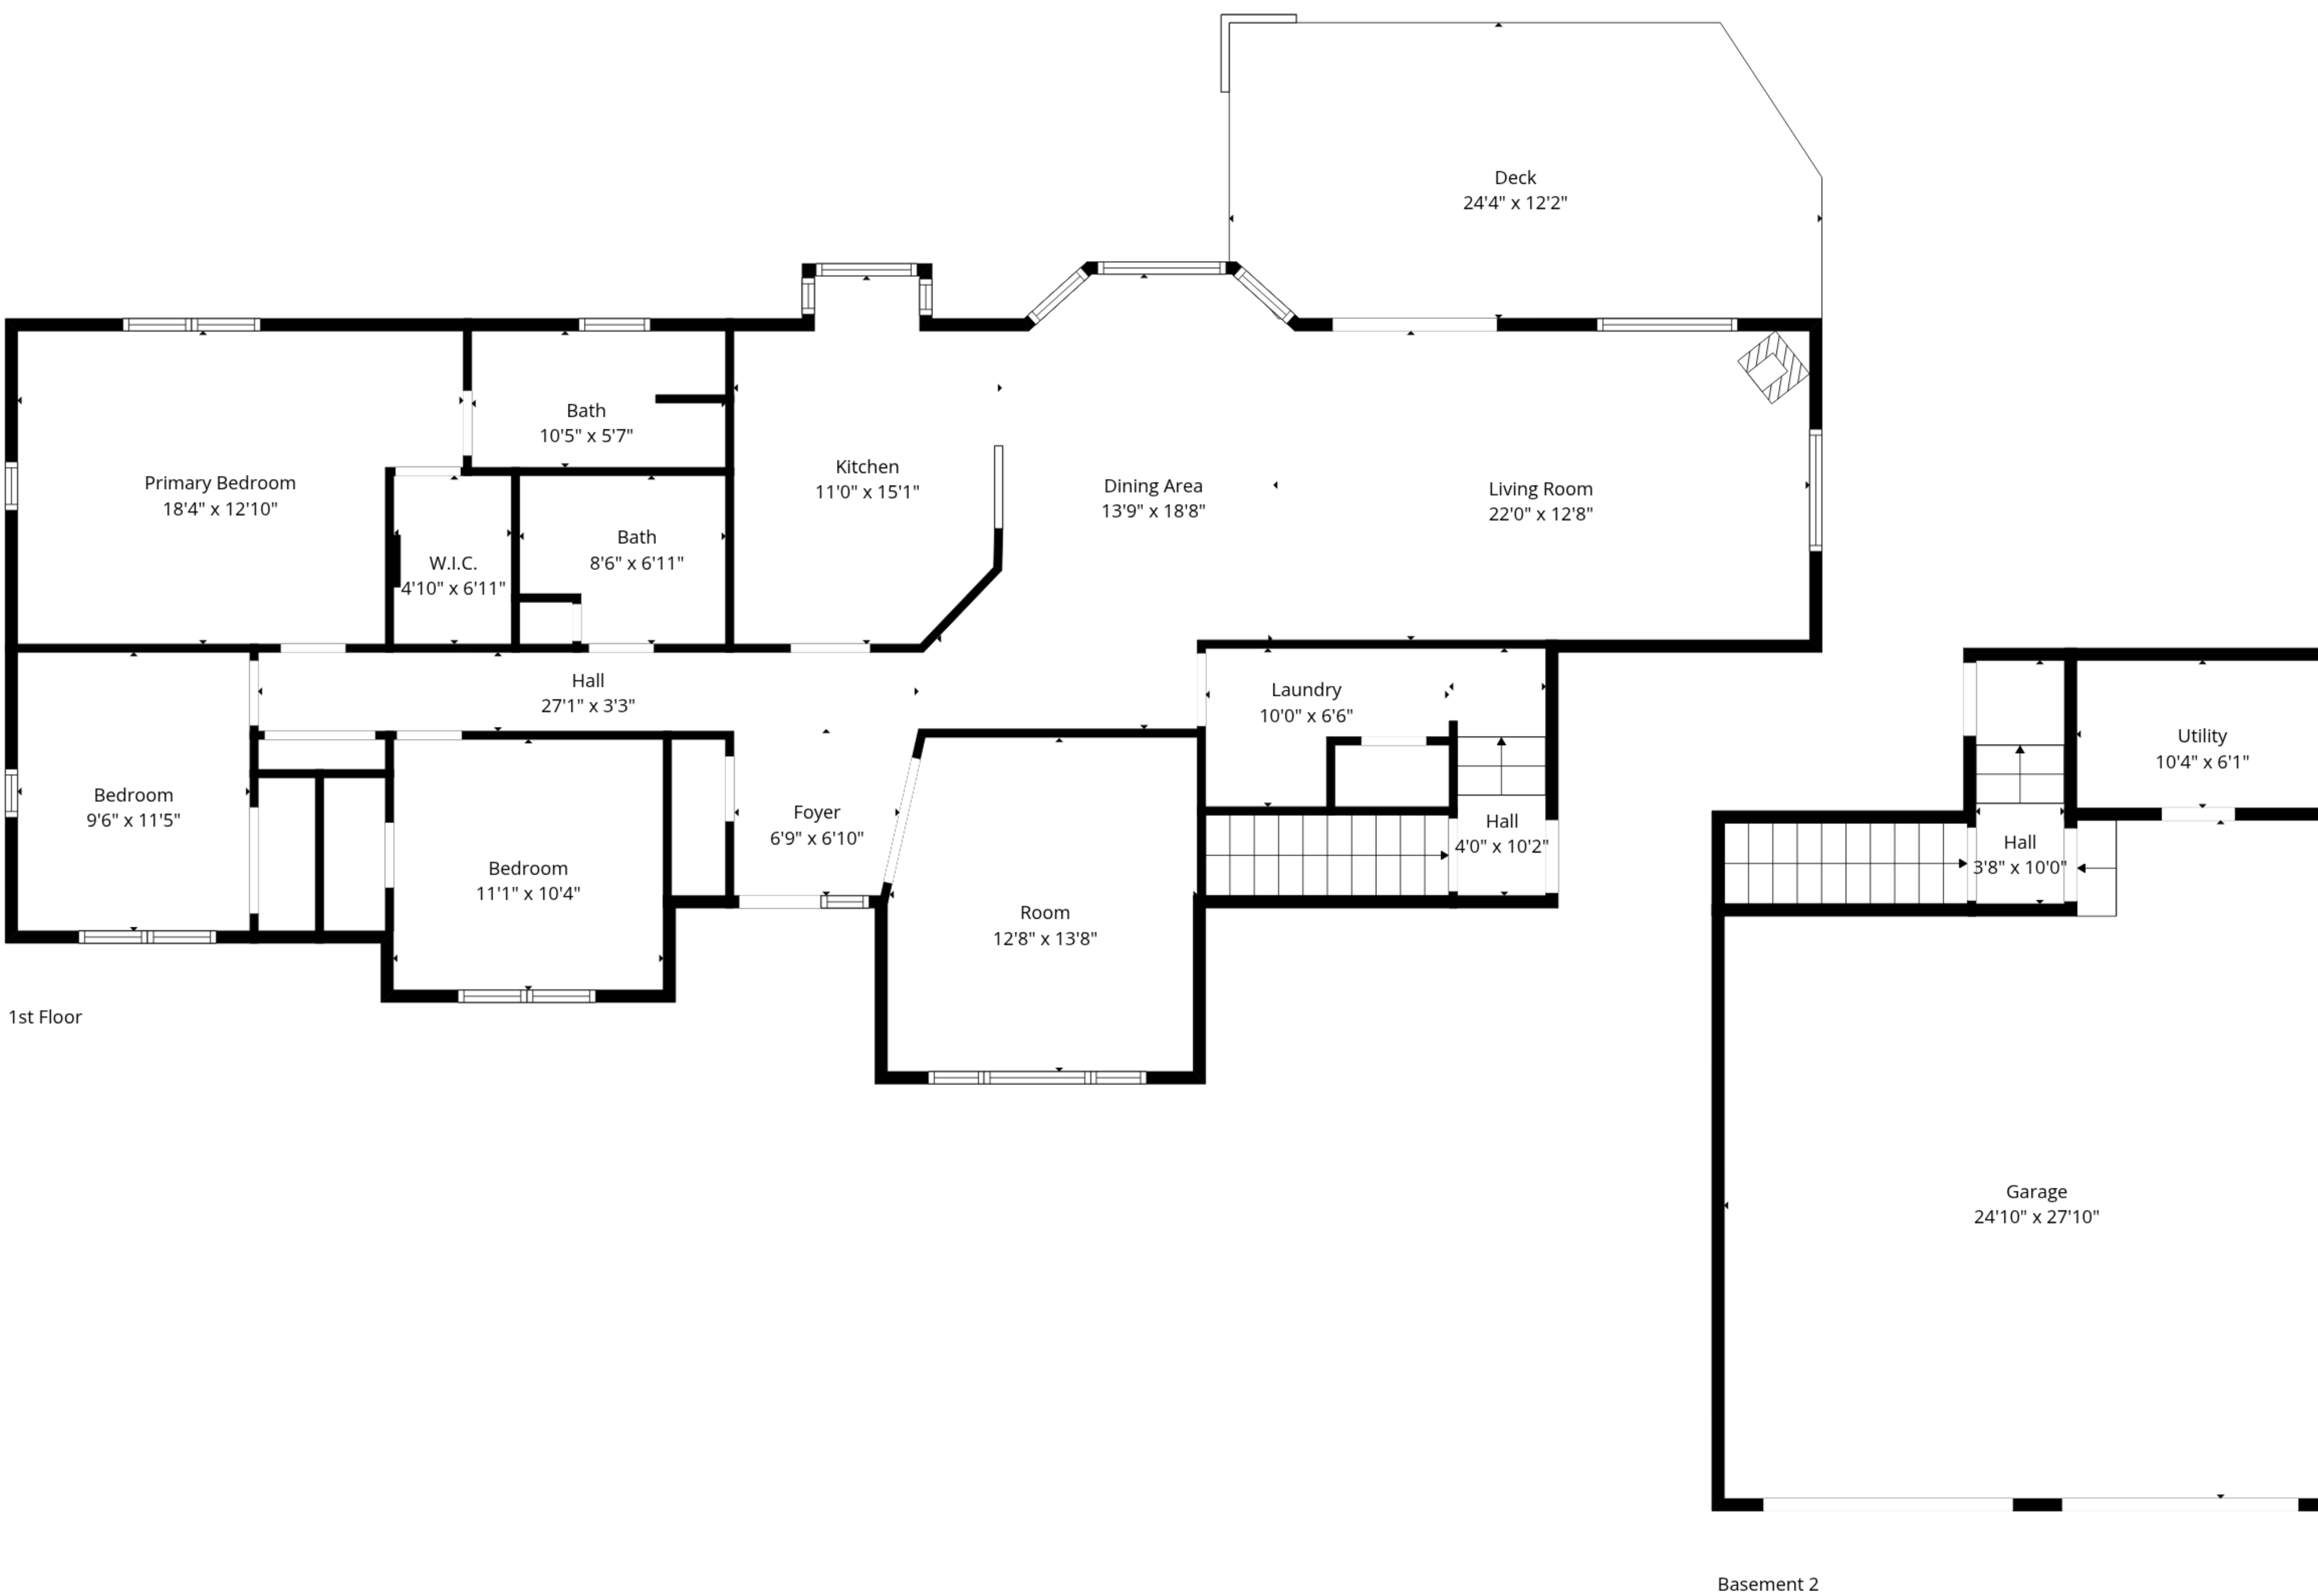 Deck
24'4" x 12'2"
Bath
10'5" x 5'7"
Kitchen
11'0" x 15'1"
Primary Bedroom
18'4" x 12'10"
Dining Area
13'9" x 18'8"
Living Room
22'0" x 12'8"
Bath
8'6" x 6'11"
W.I.C.
4'10" x 6'11"
Hall
27'1" x 3'3"
Laundry
10'0" x 6'6"
Utility
10'4" x 6'1"
Bedroom
9'6" x 11'5"
Foyer
6'9" x 6'10"
Hall
4'0" x 10'2"
Hall
3'8" x 10'0"
Bedroom
11'1" x 10'4"
Room
12'8" x 13'8"
1st Floor
Garage
24'10" x 27'10"
Basement 2